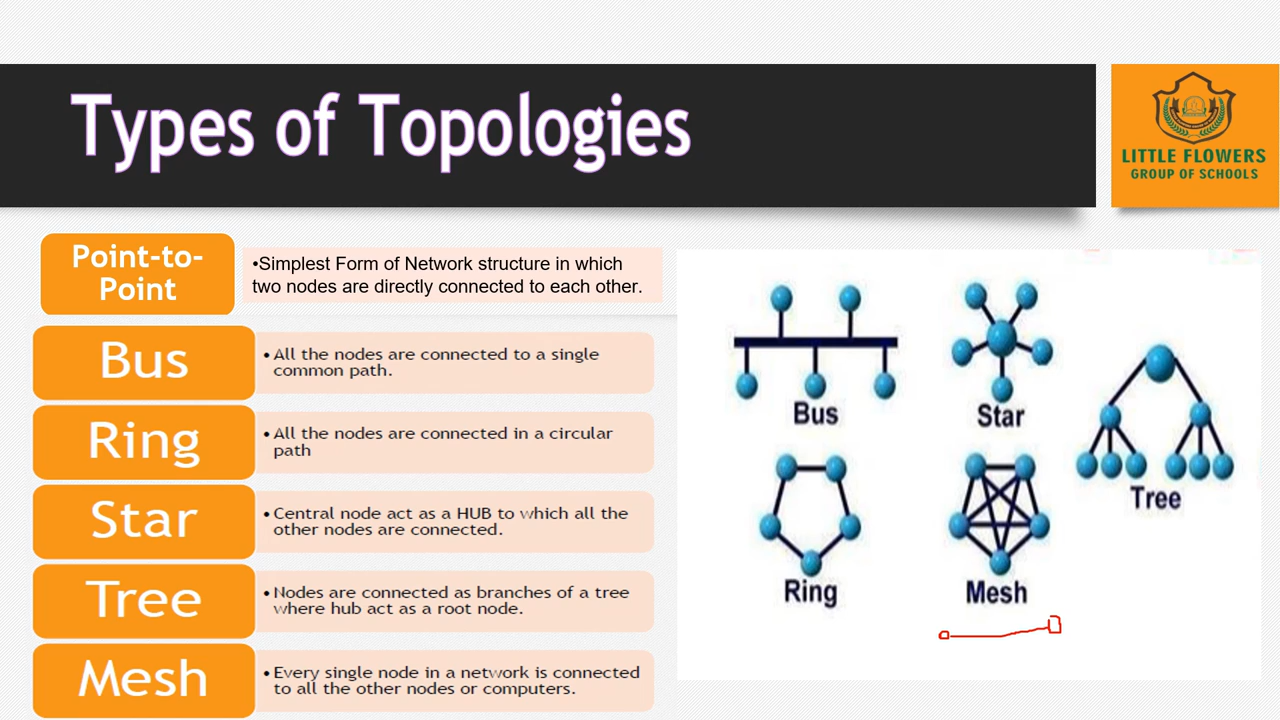 Types of Topologies
LITTLE FLOWERS
GROUP OF SCHOOLS
Point-to-
Point
•Simplest Form of Network structure in which
two nodes are directly connected to each other.
Bus
•All the nodes are connected to a single
common path.
Ring
•All the nodes are connected in a circular
path
Star
•Central node act as a HUB to which all the
other nodes are connected.
Tree
•Nodes are connected as branches of a tree
where hub act as a root node.
Mesh
•Every single node in a network is connected
to all the other nodes or computers.
Bus
Star
Tree
Ring
Mesh